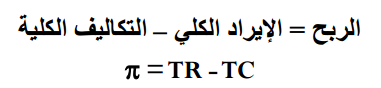 الربح = الإيراد الكلي – التكاليف الكلية
π = TR - TC